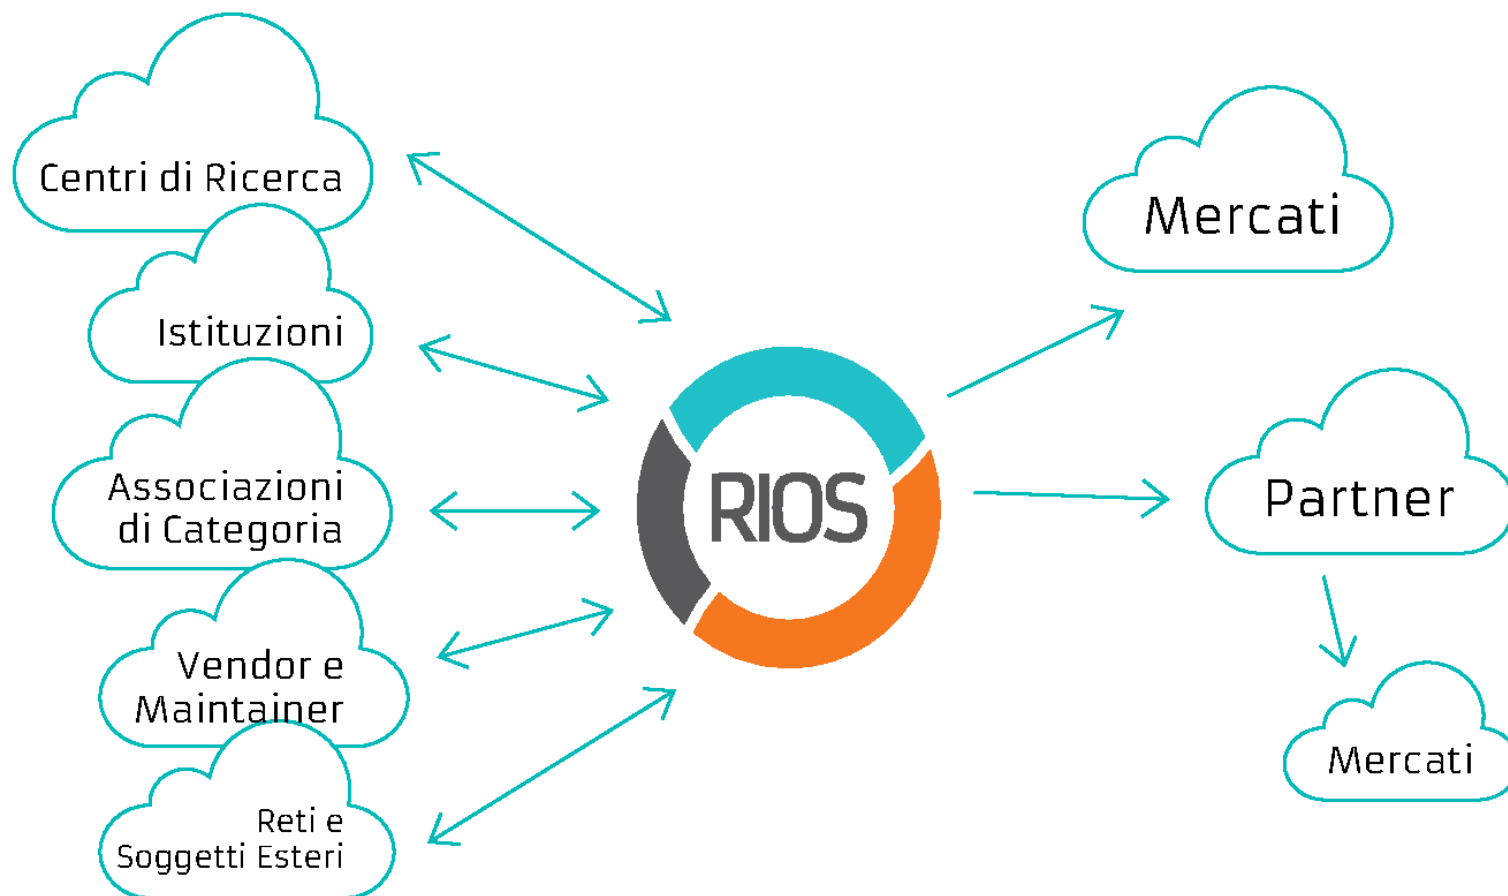 Centri di Ricerca
Istituzioni
Associazioni
di Categoria
Vendor e
Maintainer
Reti e
Soggetti Esteri
RIOS
Mercati
Partner
Mercati